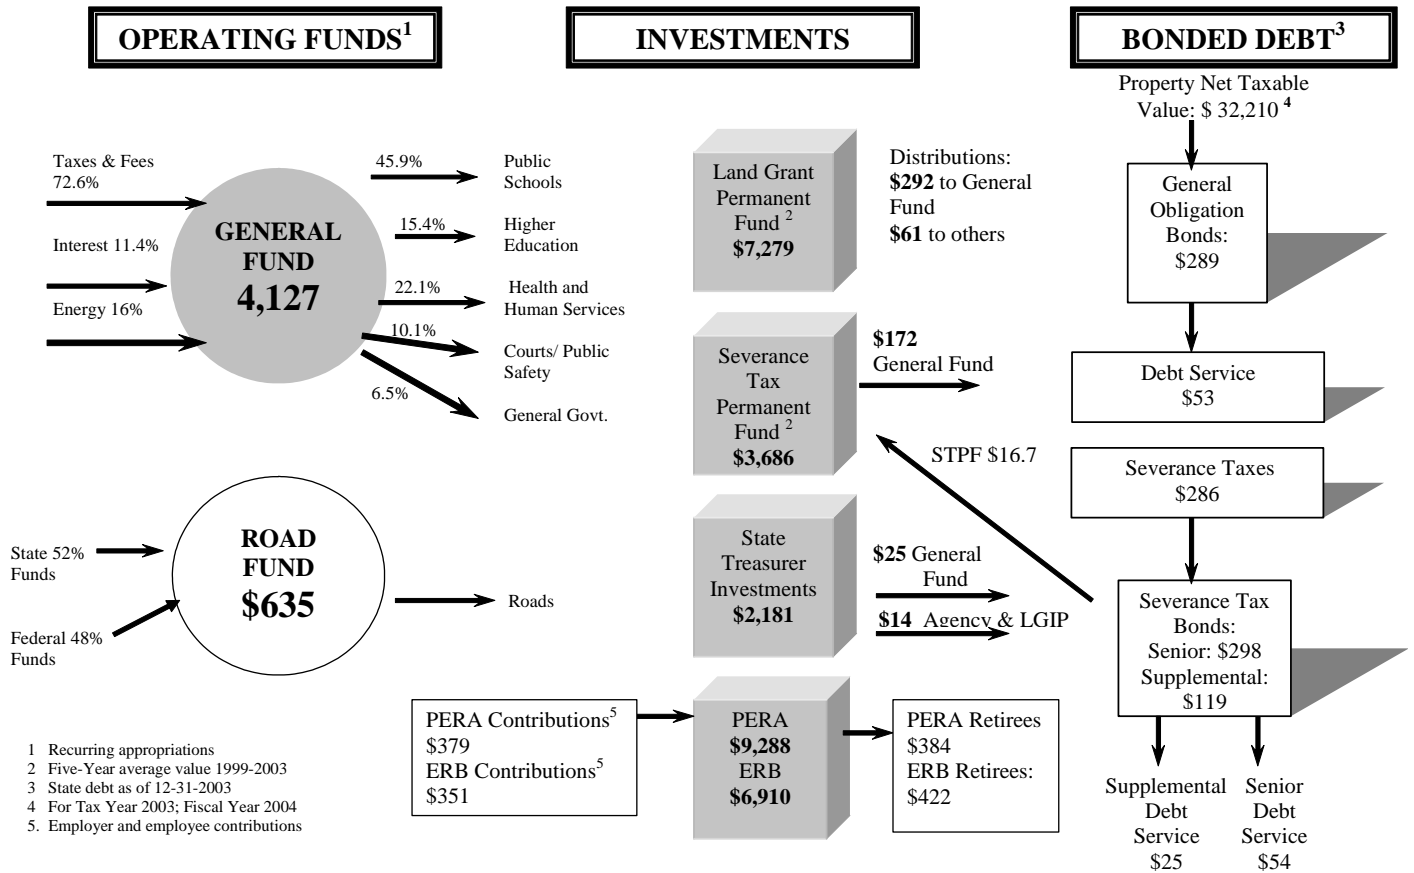 OPERATING FUNDS1
INVESTMENTS
BONDED DEBT3
Taxes & Fees
72.6%
Interest 11.4%
Energy 16%
GENERAL
FUND
4,127
45.9%
Public
Schools
15.4%
Higher
Education
22.1%
Health and
Human Services
10.1%
Courts/ Public
Safety
6.5%
General Govt.
State 52%
Funds
Federal 48%
Funds
ROAD
FUND
$635
Roads
1 Recurring appropriations
2 Five-Year average value 1999-2003
3 State debt as of 12-31-2003
4 For Tax Year 2003; Fiscal Year 2004
5. Employer and employee contributions
Land Grant
Permanent
Fund 2
$7,279
Distributions:
$292 to General
Fund
$61 to others
Severance
Tax
Permanent
Fund 2
$3,686
$172
General Fund
STPF $16.7
State
Treasurer
Investments
$2,181
$25 General
Fund
$14 Agency & LGIP
PERA Contributions5
$379
ERB Contributions5
$351
PERA
$9,288
ERB
$6,910
PERA Retirees
$384
ERB Retirees:
$422
Property Net Taxable
Value: $ 32,210 4
General
Obligation
Bonds:
$289
Debt Service
$53
Severance Taxes
$286
Severance Tax
Bonds:
Senior: $298
Supplemental:
$119
Supplemental
Debt
Service
$25
Senior
Debt
Service
$54